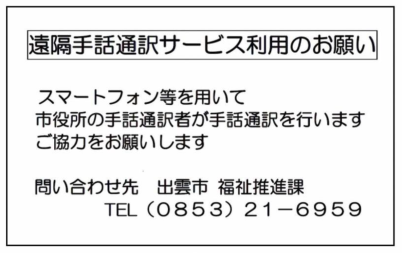 遠隔手話通訳サービス利用のお願い
スマートフォン等を用いて
市役所の手話通訳者が手話通訳を行います
ご協力をお願いします
問い合わせ先　出雲市 福祉推進課
TEL（０８５３）２１－６９５９